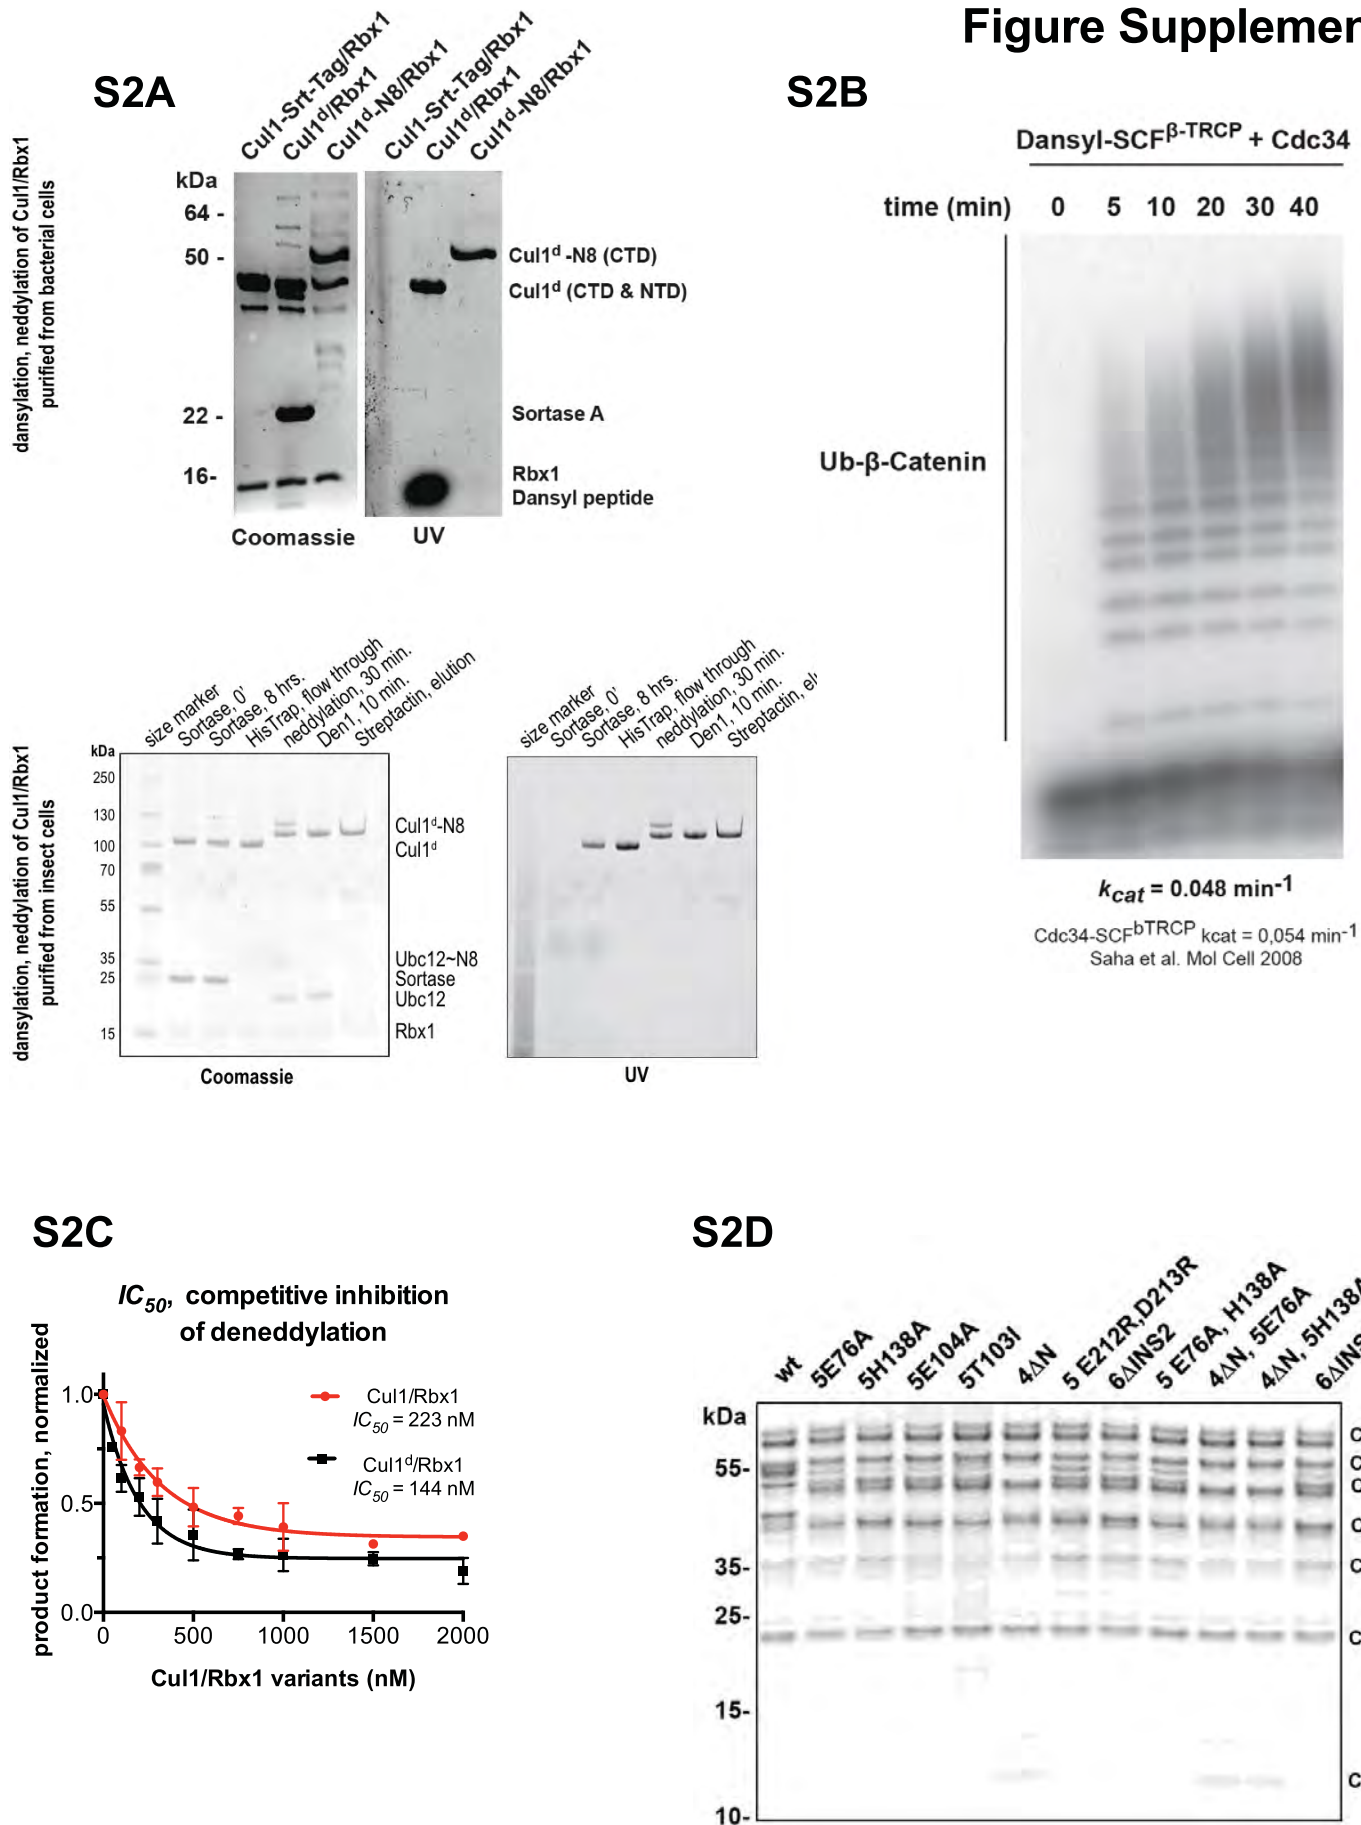 Figure Supplemen
S2A
Cul1-Srt-Tag/Rbx1
Cul1d/Rbx1
Cul1d-N8/Rbx1
Cul1-Srt-Tag/Rbx1
Cul1d/Rbx1
Cul1d-N8/Rbx1
dansylation, neddylation of Cul1/Rbx1
purified from bacterial cells
kDa
64 -
50 -
22 -
16-
Cul1d -N8 (CTD)
Cul1d (CTD & NTD)
Sortase A
Rbx1
Dansyl peptide
Coomassie
UV
S2B
Dansyl-SCFβ-TRCP + Cdc34
time (min) 0 5 10 20 30 40
Ub-β-Catenin
kcat = 0.048 min-1
Cdc34-SCFbTRCP kcat = 0,054 min-1
Saha et al. Mol Cell 2008
dansylation, neddylation of Cul1/Rbx1
purified from insect cells
size marker
Sortase, 0'
Sortase, 8 hrs.
HisTrap, flow through
neddylation, 30 min.
Den1, 10 min.
Streptactin, elution
kDa
250
130
100
70
55
35
25
15
Cul1d-N8
Cul1d
Ubc12~N8
Sortase
Ubc12
Rbx1
Coomassie
size marker
Sortase, 0'
Sortase, 8 hrs.
HisTrap, flow through
neddylation, 30 min.
Den1, 10 min.
Streptactin, el
UV
S2C
IC50, competitive inhibition
of deneddylation
product formation, normalized
1.0
0.5
0.0
Cul1/Rbx1
IC50 = 223 nM
Cul1d/Rbx1
IC50 = 144 nM
0 500 1000 1500 2000
Cul1/Rbx1 variants (nM)
S2D
wt
5E76A
5H138A
5E104A
5T103I
4ΔN
5 E212R,D213R
6ΔINS2
5 E76A, H138A
4ΔN, 5E76A
4ΔN, 5H138A
6ΔINS
kDa
55-
35-
25-
15-
10-
C
C
C
C
C
C
C